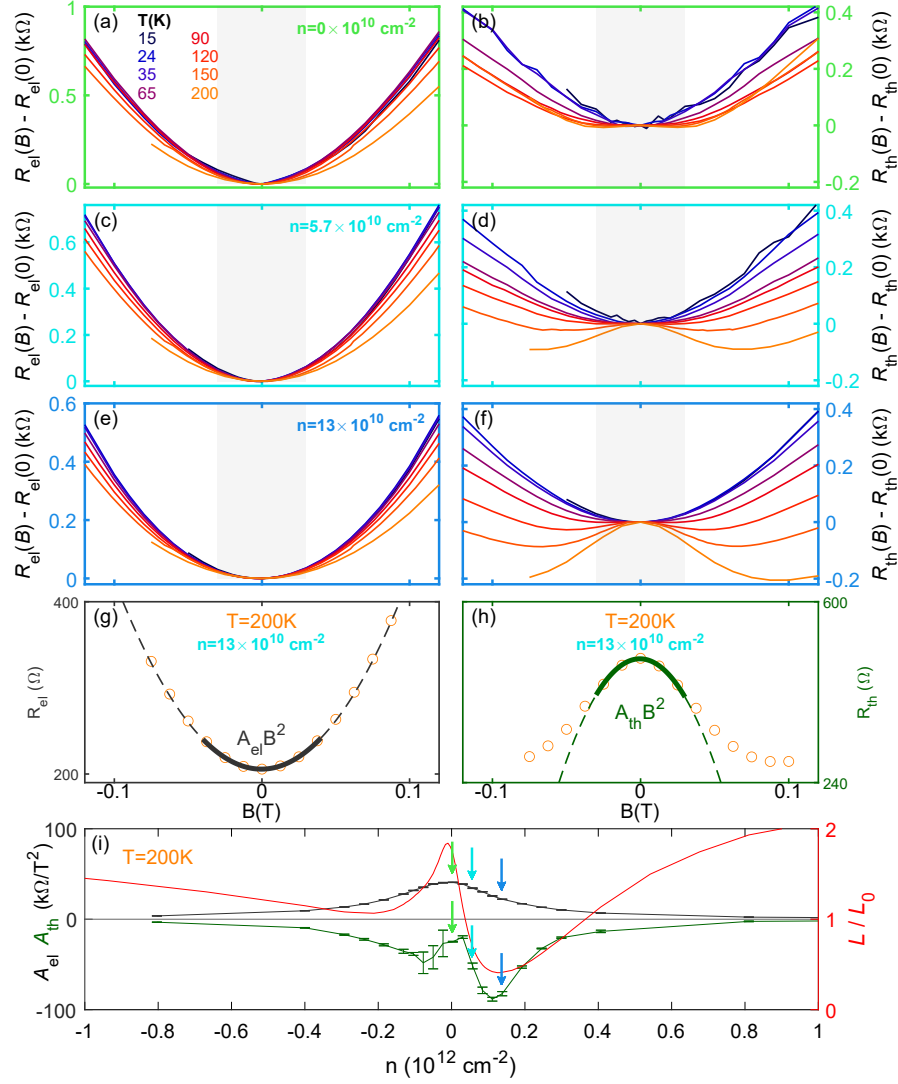 (a)
T(K)
15 90
24 120
35 150
65 200
n=0×10^10 cm^-2
R_el(B) - R_el(0) (kΩ)
1
0.5
0
(b)
R_th(B) - R_th(0) (kΩ)
0.4
0.2
0
-0.2
(c)
n=5.7×10^10 cm^-2
R_el(B) - R_el(0) (kΩ)
0.6
0.4
0.2
0
(d)
R_th(B) - R_th(0) (kΩ)
0.4
0.2
0
-0.2
(e)
n=13×10^10 cm^-2
R_el(B) - R_el(0) (kΩ)
0.6
0.4
0.2
0
(f)
R_th(B) - R_th(0) (kΩ)
0.4
0.2
0
-0.2
(g)
T=200K
n=13×10^10 cm^-2
A_el B^2
R_el (Ω)
400
200
-0.1 0 0.1
B(T)
(h)
T=200K
n=13×10^10 cm^-2
A_th B^2
R_th (Ω)
600
240
-0.1 0 0.1
B(T)
(i)
T=200K
A_el A_th kΩ/T^2
100
50
0
-50
-100
L / L_0
2
1
0
-1 -0.8 -0.6 -0.4 -0.2 0 0.2 0.4 0.6 0.8 1
n (10^12 cm^-2)